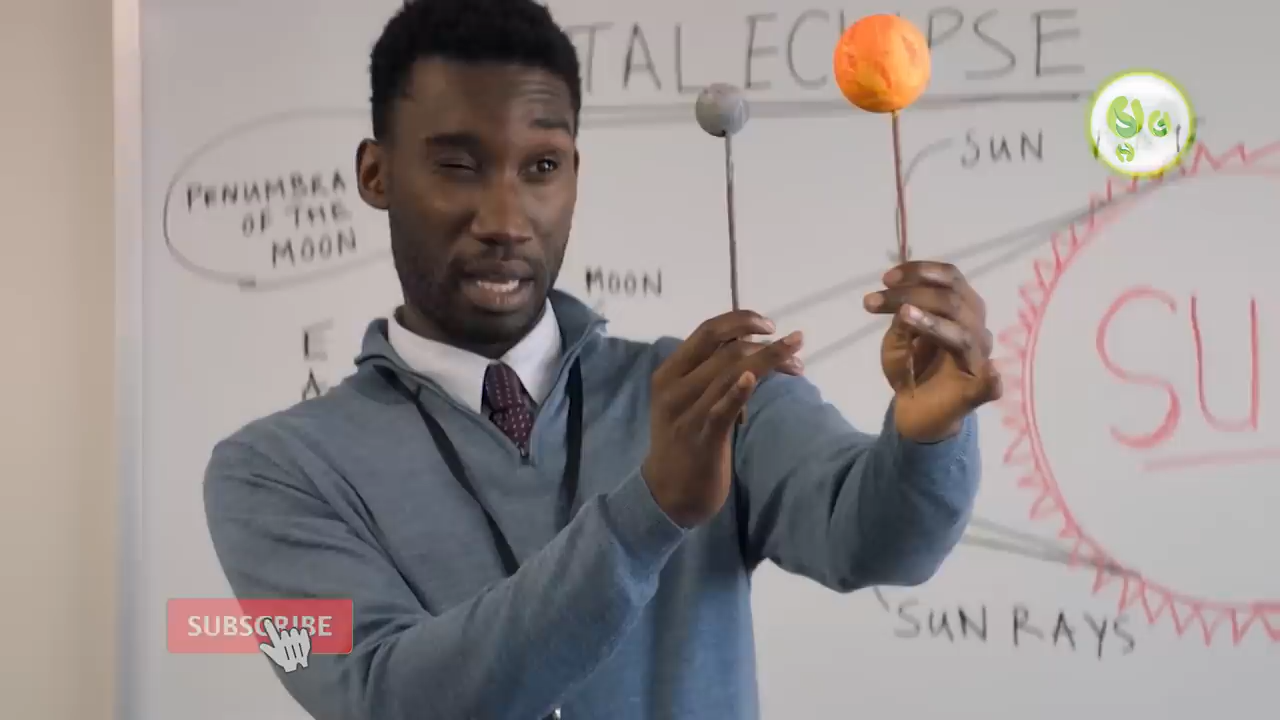 TAL ECLIPSE
SUN
PENUMBRA
OF THE
MOON
MOON
E
A
SU
SUN RAYS
SUBSCRIBE